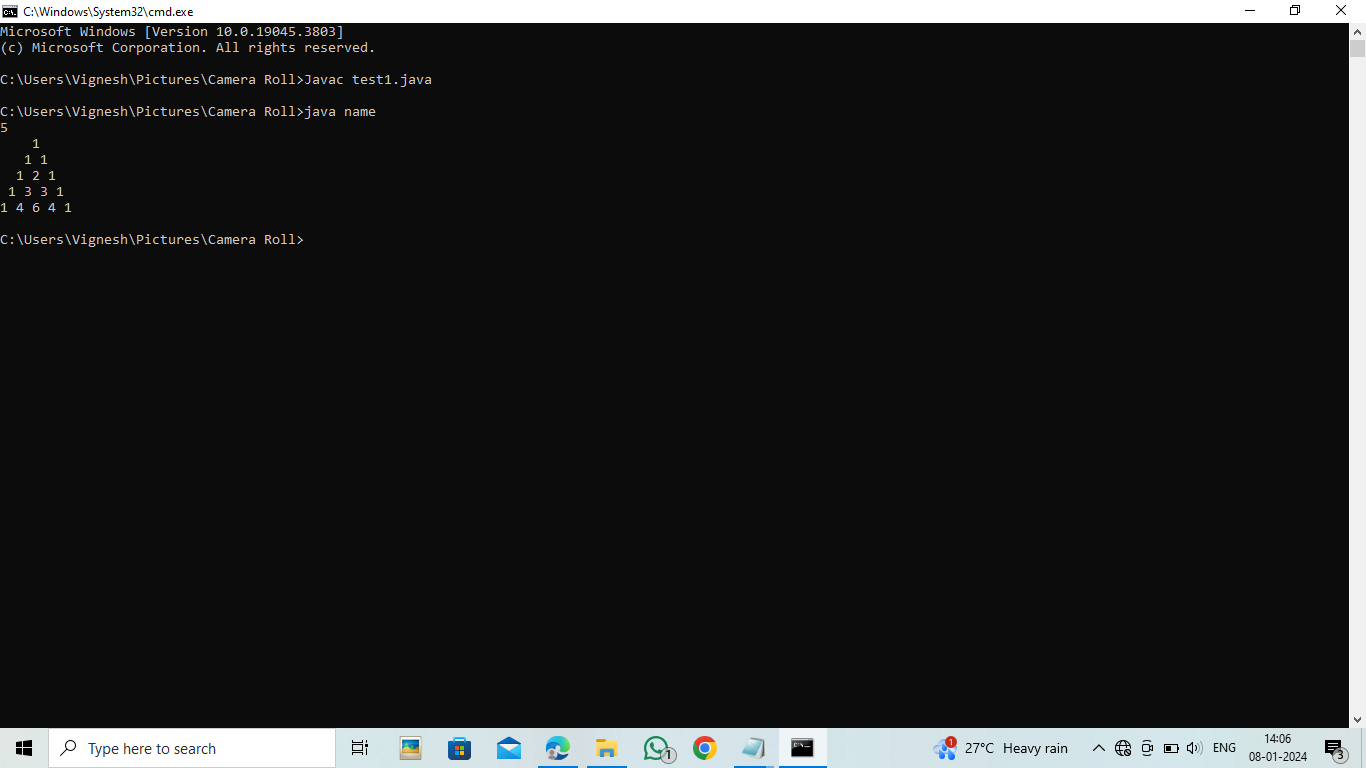 C:\Windows\System32\cmd.exe
Microsoft Windows [Version 10.0.19045.3803]
(c) Microsoft Corporation. All rights reserved.
C:\Users\Vignesh\Pictures\Camera Roll>Javac test1.java
C:\Users\Vignesh\Pictures\Camera Roll>java name
5
    1
   1 1
  1 2 1
 1 3 3 1
1 4 6 4 1
C:\Users\Vignesh\Pictures\Camera Roll>
Type here to search
1
1
27°C Heavy rain
ENG
14:06
08-01-2024
3